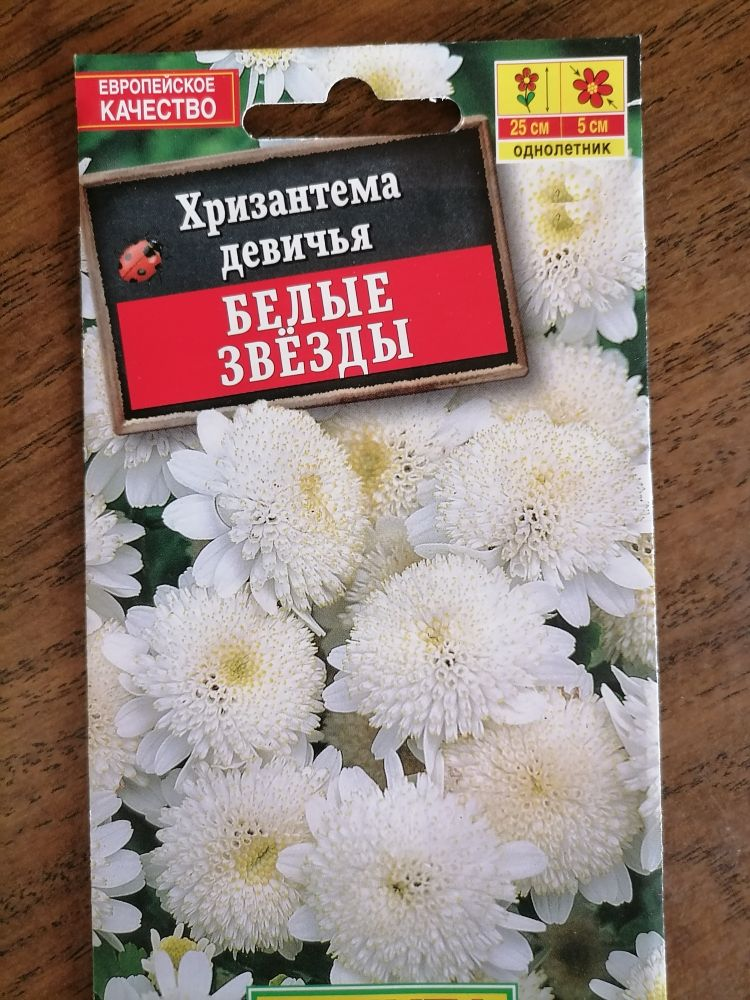 ЕВРОПЕЙСКОЕ
КАЧЕСТВО
25 см 5 см
однолетник
Хризантема
девичья
БЕЛЫЕ
ЗВЁЗДЫ